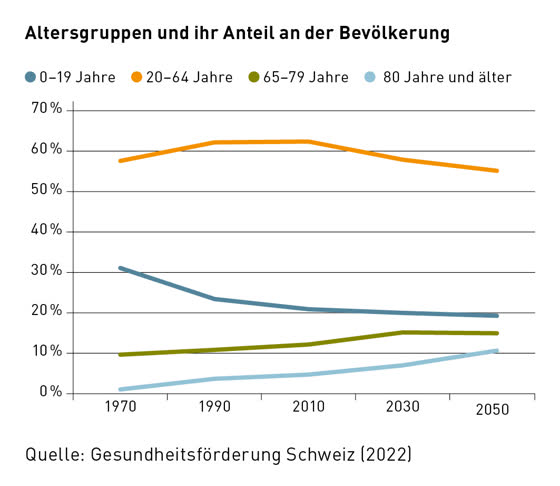 Altersgruppen und ihr Anteil an der Bevölkerung
0–19 Jahre 20–64 Jahre 65–79 Jahre 80 Jahre und älter
70 %
60 %
50 %
40 %
30 %
20 %
10 %
0 %
1970 1990 2010 2030 2050
Quelle: Gesundheitsförderung Schweiz (2022)